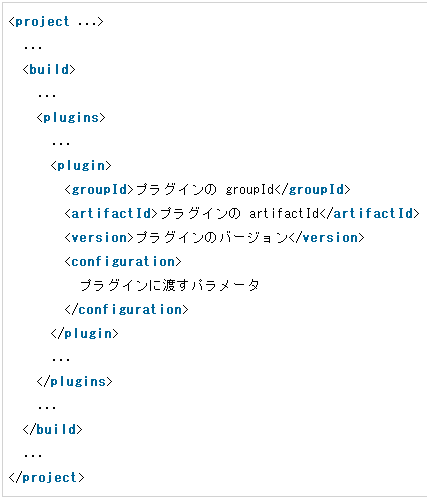 <project ...>
  ...
  <build>
    ...
    <plugins>
      ...
      <plugin>
        <groupId>プラグインの groupId</groupId>
        <artifactId>プラグインの artifactId</artifactId>
        <version>プラグインのバージョン</version>
        <configuration>
          プラグインに渡すパラメータ
        </configuration>
      </plugin>
      ...
    </plugins>
    ...
  </build>
  ...
</project>